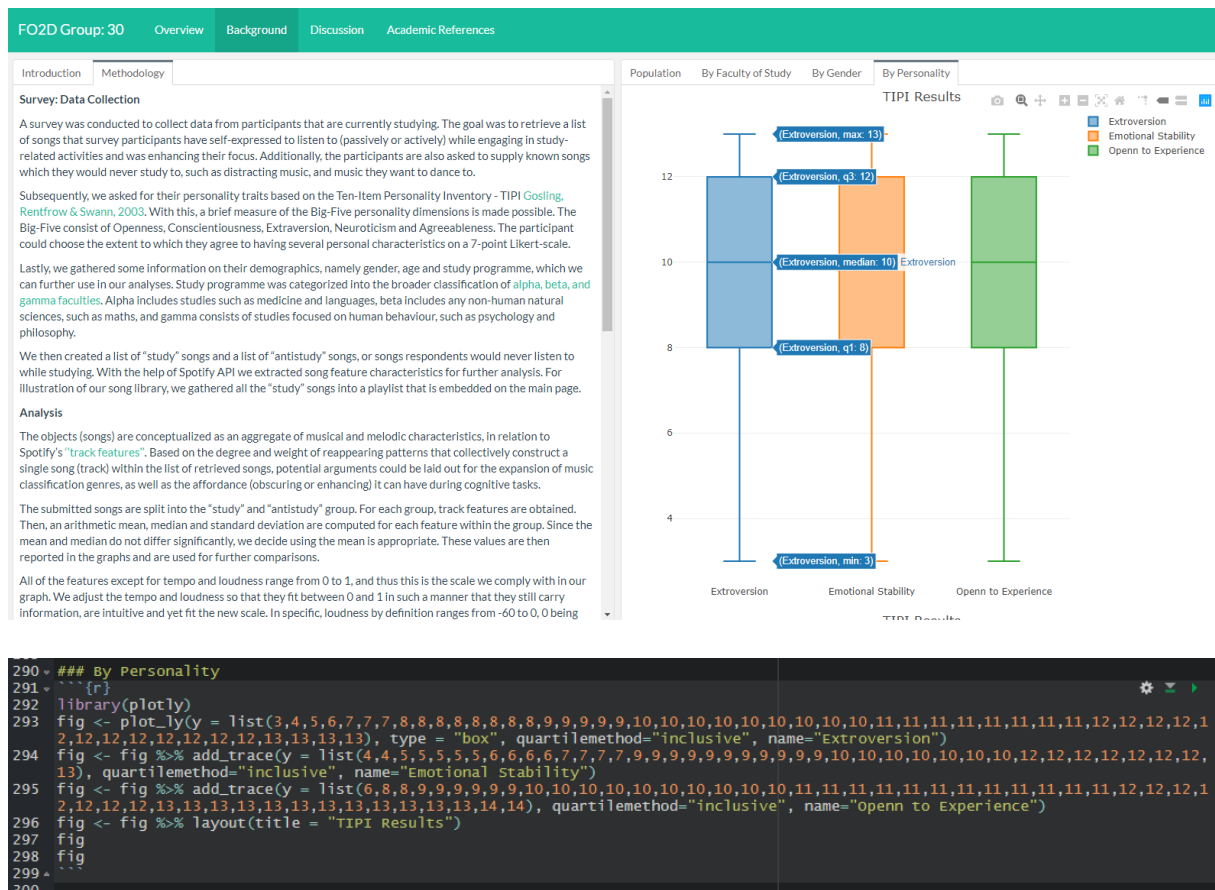 FO2D Group: 30 Overview Background Discussion Academic References
Introduction Methodology
Survey: Data Collection
A survey was conducted to collect data from participants that are currently studying. The goal was to retrieve a list
of songs that survey participants have self-expressed to listen to (passively or actively) while engaging in study-
related activities and was enhancing their focus. Additionally, the participants are also asked to supply known songs
which they would never study to, such as distracting music, and music they want to dance to.
Subsequently, we asked for their personality traits based on the Ten-Item Personality Inventory - TIPI Gosling,
Rentfrow & Swann, 2003. With this, a brief measure of the Big-Five personality dimensions is made possible. The
Big-Five consist of Openness, Conscientiousness, Extraversion, Neuroticism and Agreeableness. The participant
could choose the extent to which they agree to having several personal characteristics on a 7-point Likert-scale.
Lastly, we gathered some information on their demographics, namely gender, age and study programme, which we
can further use in our analyses. Study programme was categorized into the broader classification of alpha, beta, and
gamma faculties. Alpha includes studies such as medicine and languages, beta includes any non-human natural
sciences, such as maths, and gamma consists of studies focused on human behaviour, such as psychology and
philosophy.
We then created a list of "study" songs and a list of "antistudy" songs, or songs respondents would never listen to
while studying. With the help of Spotify API we extracted song feature characteristics for further analysis. For
illustration of our song library, we gathered all the "study" songs into a playlist that is embedded on the main page.
Analysis
The objects (songs) are conceptualized as an aggregate of musical and melodic characteristics, in relation to
Spotify's ''track features''. Based on the degree and weight of reappearing patterns that collectively construct a
single song (track) within the list of retrieved songs, potential arguments could be laid out for the expansion of music
classification genres, as well as the affordance (obscuring or enhancing) it can have during cognitive tasks.
The submitted songs are split into the "study" and "antistudy" group. For each group, track features are obtained.
Then, an arithmetic mean, median and standard deviation are computed for each feature within the group. Since the
mean and median do not differ significantly, we decide using the mean is appropriate. These values are then
reported in the graphs and are used for further comparisons.
All of the features except for tempo and loudness range from 0 to 1, and thus this is the scale we comply with in our
graph. We adjust the tempo and loudness so that they fit between 0 and 1 in such a manner that they still carry
information, are intuitive and yet fit the new scale. In specific, loudness by definition ranges from -60 to 0, 0 being
Population By Faculty of Study By Gender By Personality
TIPI Results
Extroversion
Emotional Stability
Openn to Experience
(Extroversion, max: 13)
12
(Extroversion, q3: 12)
10
(Extroversion, median: 10) Extroversion
8
(Extroversion, q1: 8)
6
4
(Extroversion, min: 3)
Extroversion Emotional Stability Openn to Experience
TIPI Results
290 ### By Personality
291 ```{r}
292 library(plotly)
293 fig <- plot_ly(y = list(3,4,5,6,7,7,7,8,8,8,8,8,8,8,8,9,9,9,9,9,10,10,10,10,10,10,10,10,10,11,11,11,11,11,11,11,11,12,12,12,12,1
2,12,12,12,12,12,12,12,13,13,13,13), type = "box", quartilemethod="inclusive", name="Extroversion")
294 fig <- fig %>% add_trace(y = list(4,4,5,5,5,5,5,6,6,6,6,7,7,7,7,9,9,9,9,9,9,9,9,9,9,9,10,10,10,10,10,10,10,12,12,12,12,12,12,12,
13), quartilemethod="inclusive", name="Emotional Stability")
295 fig <- fig %>% add_trace(y = list(6,8,8,9,9,9,9,9,9,10,10,10,10,10,10,10,10,10,10,11,11,11,11,11,11,11,11,11,11,11,12,12,12,1
2,12,12,12,13,13,13,13,13,13,13,13,13,13,13,13,13,14,14), quartilemethod="inclusive", name="Openn to Experience")
296 fig <- fig %>% layout(title = "TIPI Results")
297 fig
298 fig
299 ```